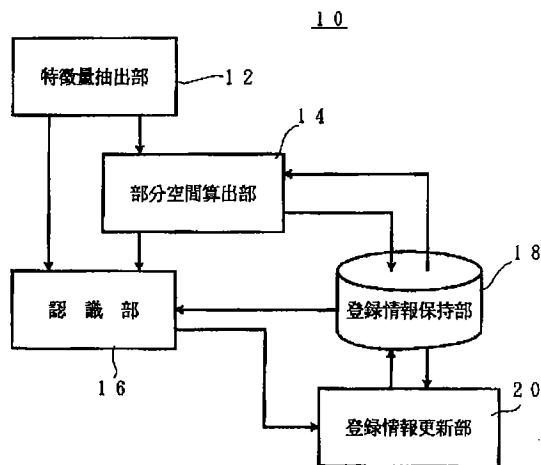 １０
特徴量抽出部
１２
１４
部分空間算出部
１８
認識部
登録情報保持部
１６
２０
登録情報更新部